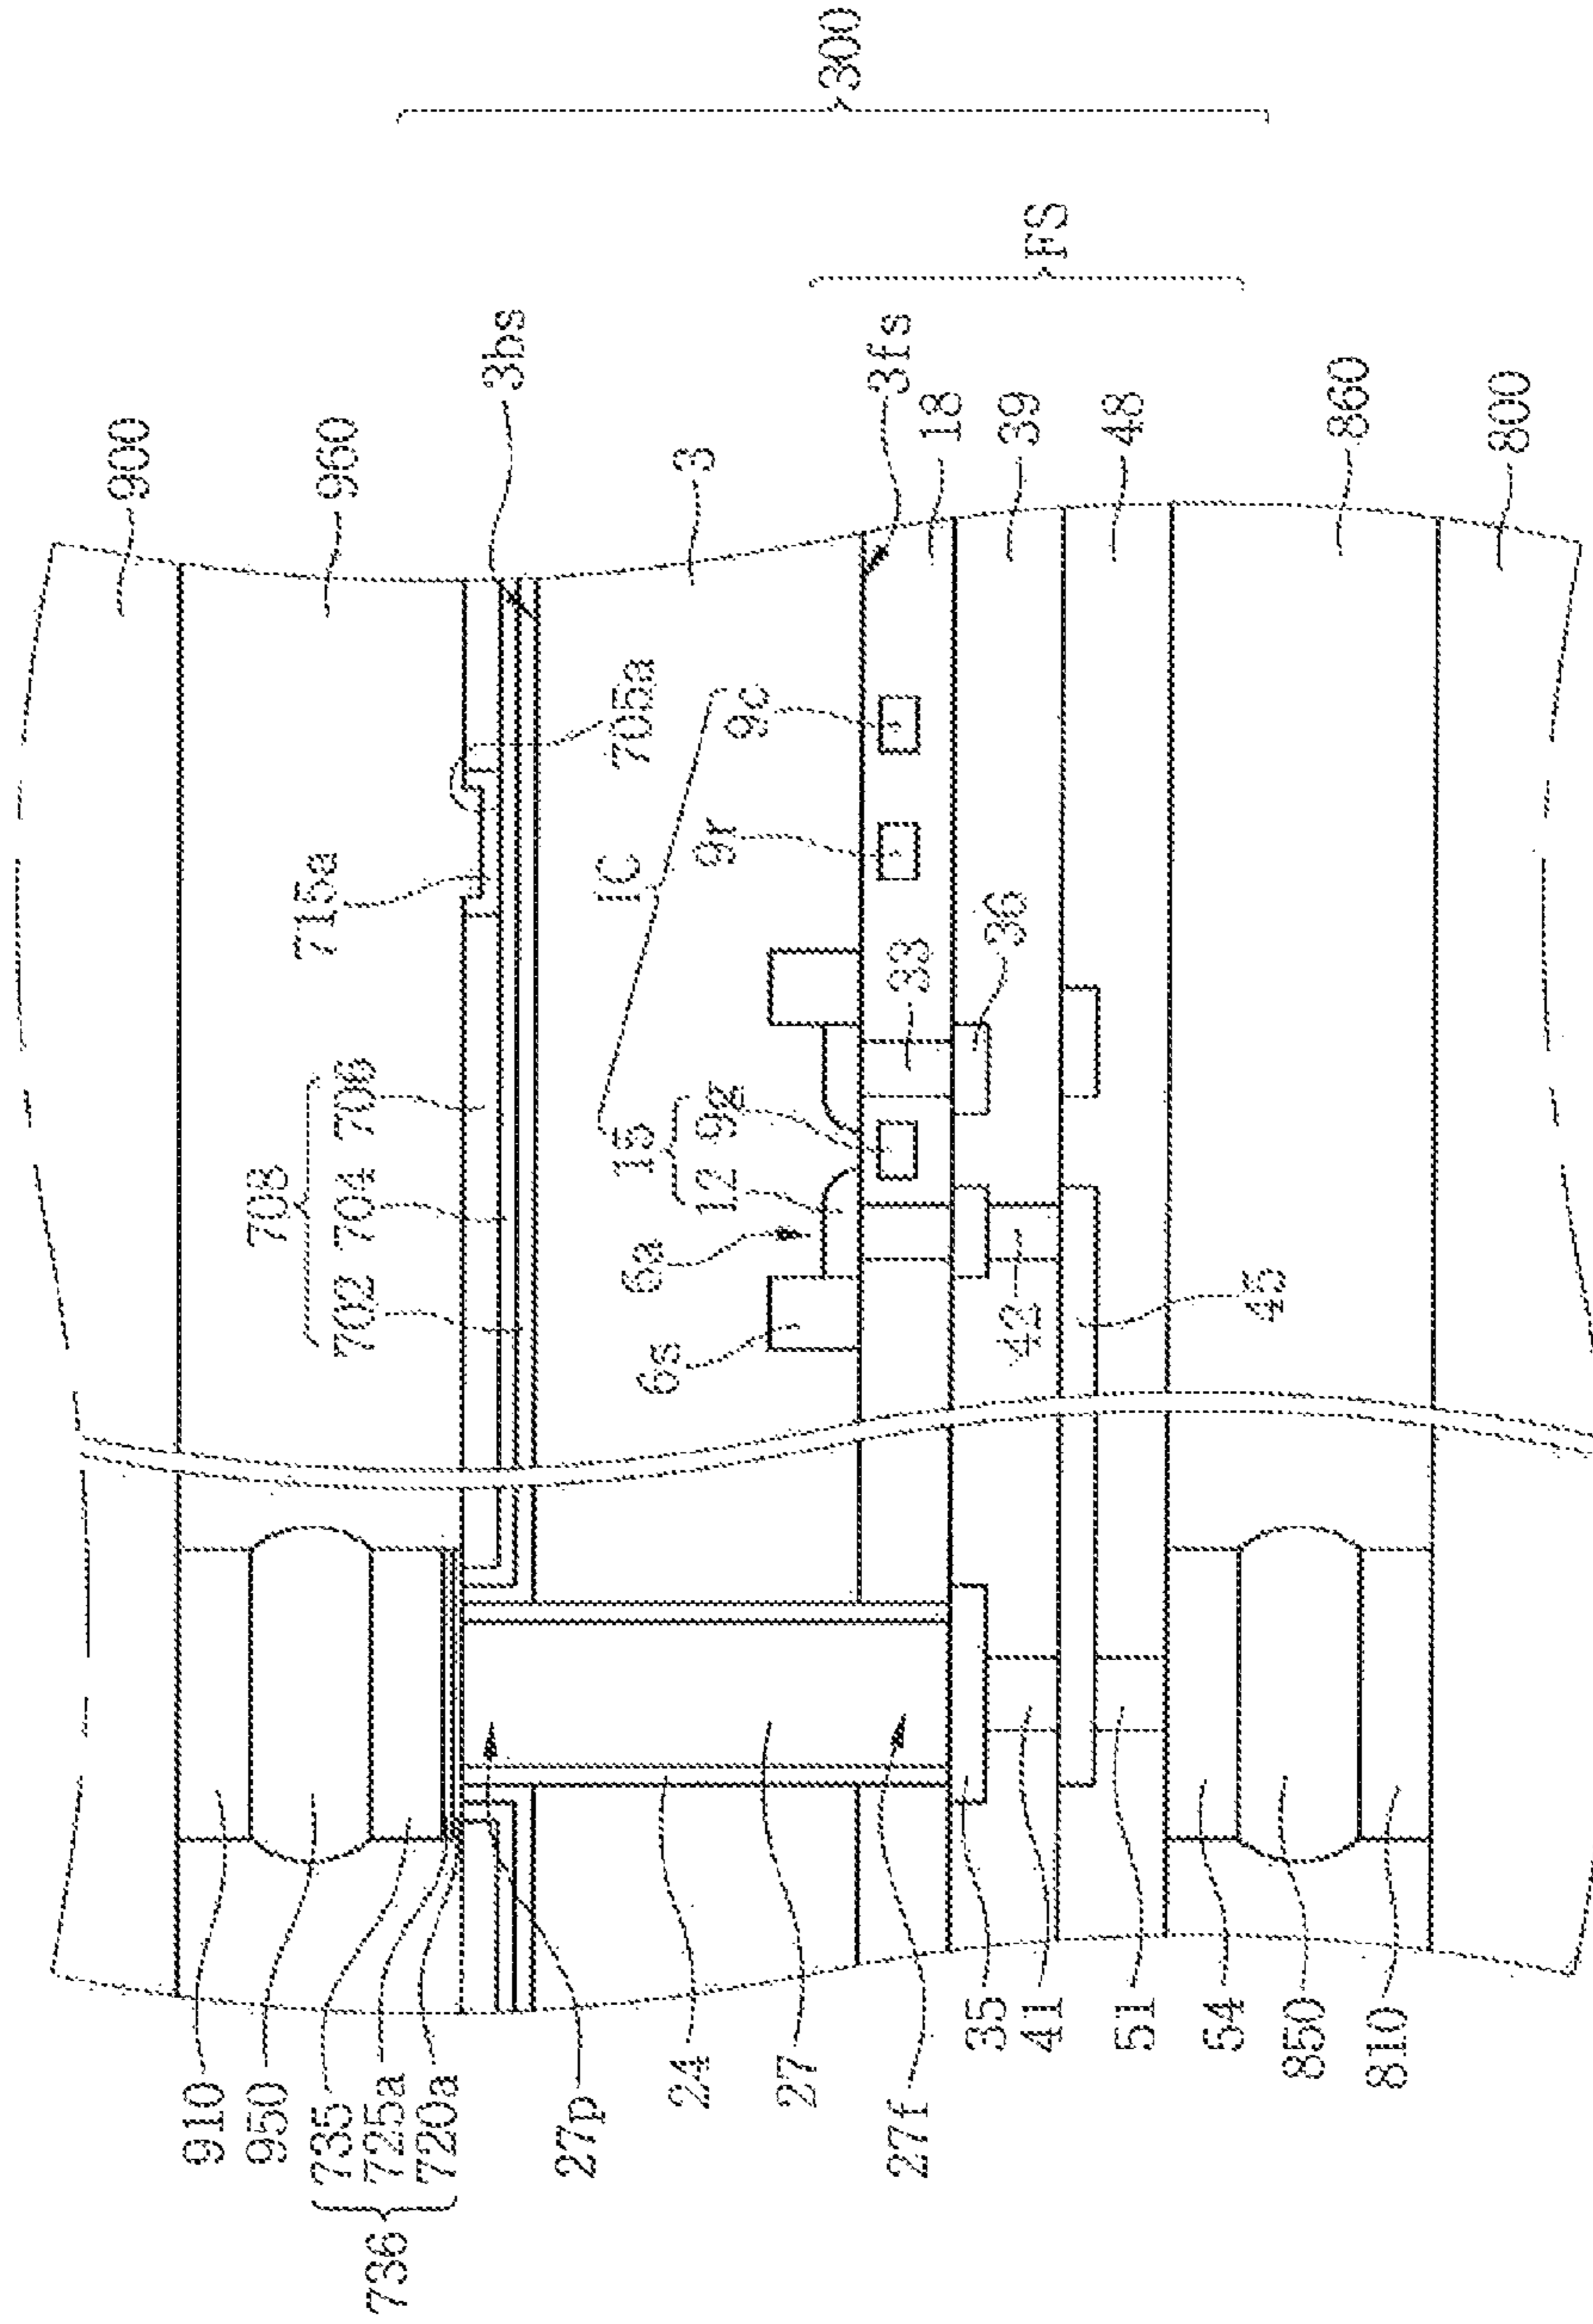 900
960
3bs
3
3fs
18
39
48
860
800
FS
300
715a
705a
708
702 704 706
IC
15
12 9g
9r
9c
6a
6s
33
36
42
45
910
950
735
725a
720a
736
27p
24
27
27f
35
41
51
54
850
810